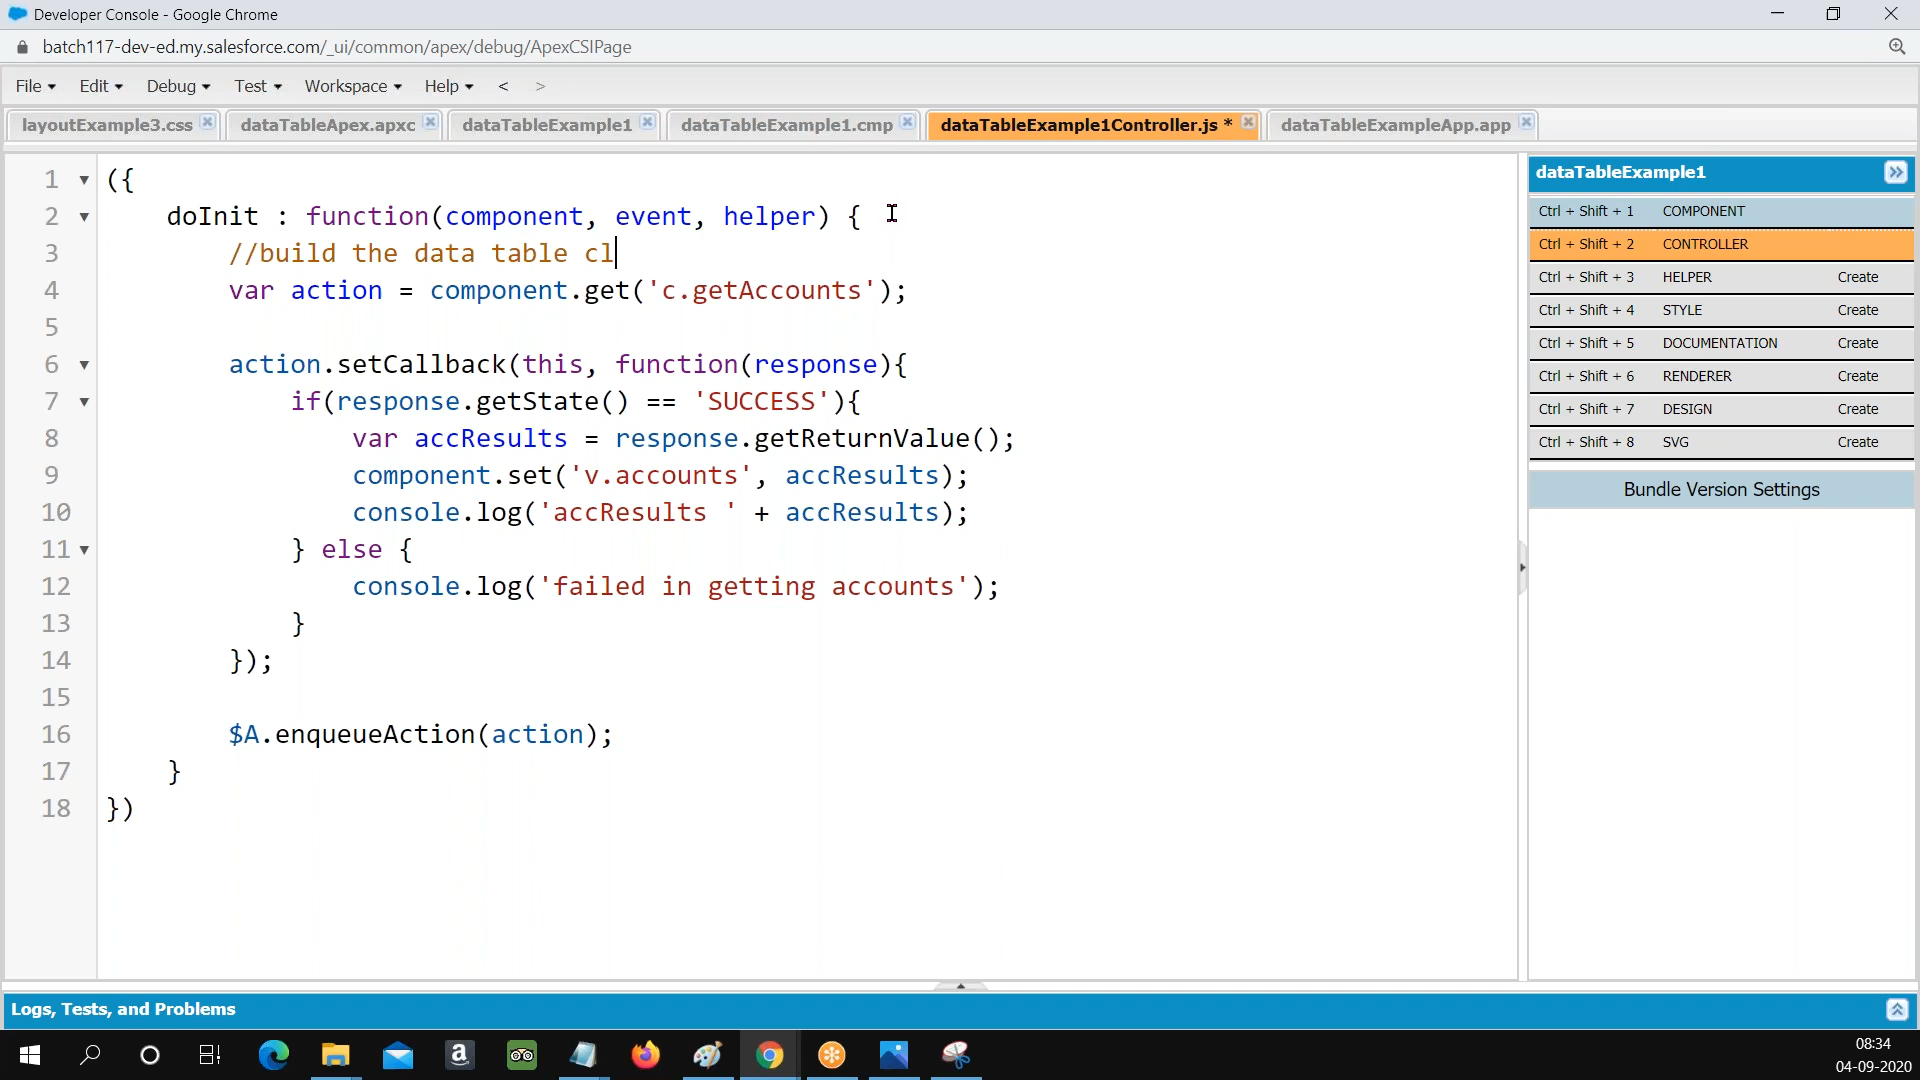 Developer Console - Google Chrome
batch117-dev-ed.my.salesforce.com/_ui/common/apex/debug/ApexCSIPage
File Edit Debug Test Workspace Help < >
layoutExample3.css dataTableApex.apxc dataTableExample1 dataTableExample1.cmp dataTableExample1Controller.js * dataTableExampleApp.app
1 ({
2 doInit : function(component, event, helper) {
3 //build the data table cl
4 var action = component.get('c.getAccounts');
5
6 action.setCallback(this, function(response){
7 if(response.getState() == 'SUCCESS'){
8 var accResults = response.getReturnValue();
9 component.set('v.accounts', accResults);
10 console.log('accResults ' + accResults);
11 } else {
12 console.log('failed in getting accounts');
13 }
14 });
15
16 $A.enqueueAction(action);
17 }
18 })
dataTableExample1
Ctrl + Shift + 1 COMPONENT
Ctrl + Shift + 2 CONTROLLER
Ctrl + Shift + 3 HELPER Create
Ctrl + Shift + 4 STYLE Create
Ctrl + Shift + 5 DOCUMENTATION Create
Ctrl + Shift + 6 RENDERER Create
Ctrl + Shift + 7 DESIGN Create
Ctrl + Shift + 8 SVG Create
Bundle Version Settings
Logs, Tests, and Problems
08:34
04-09-2020